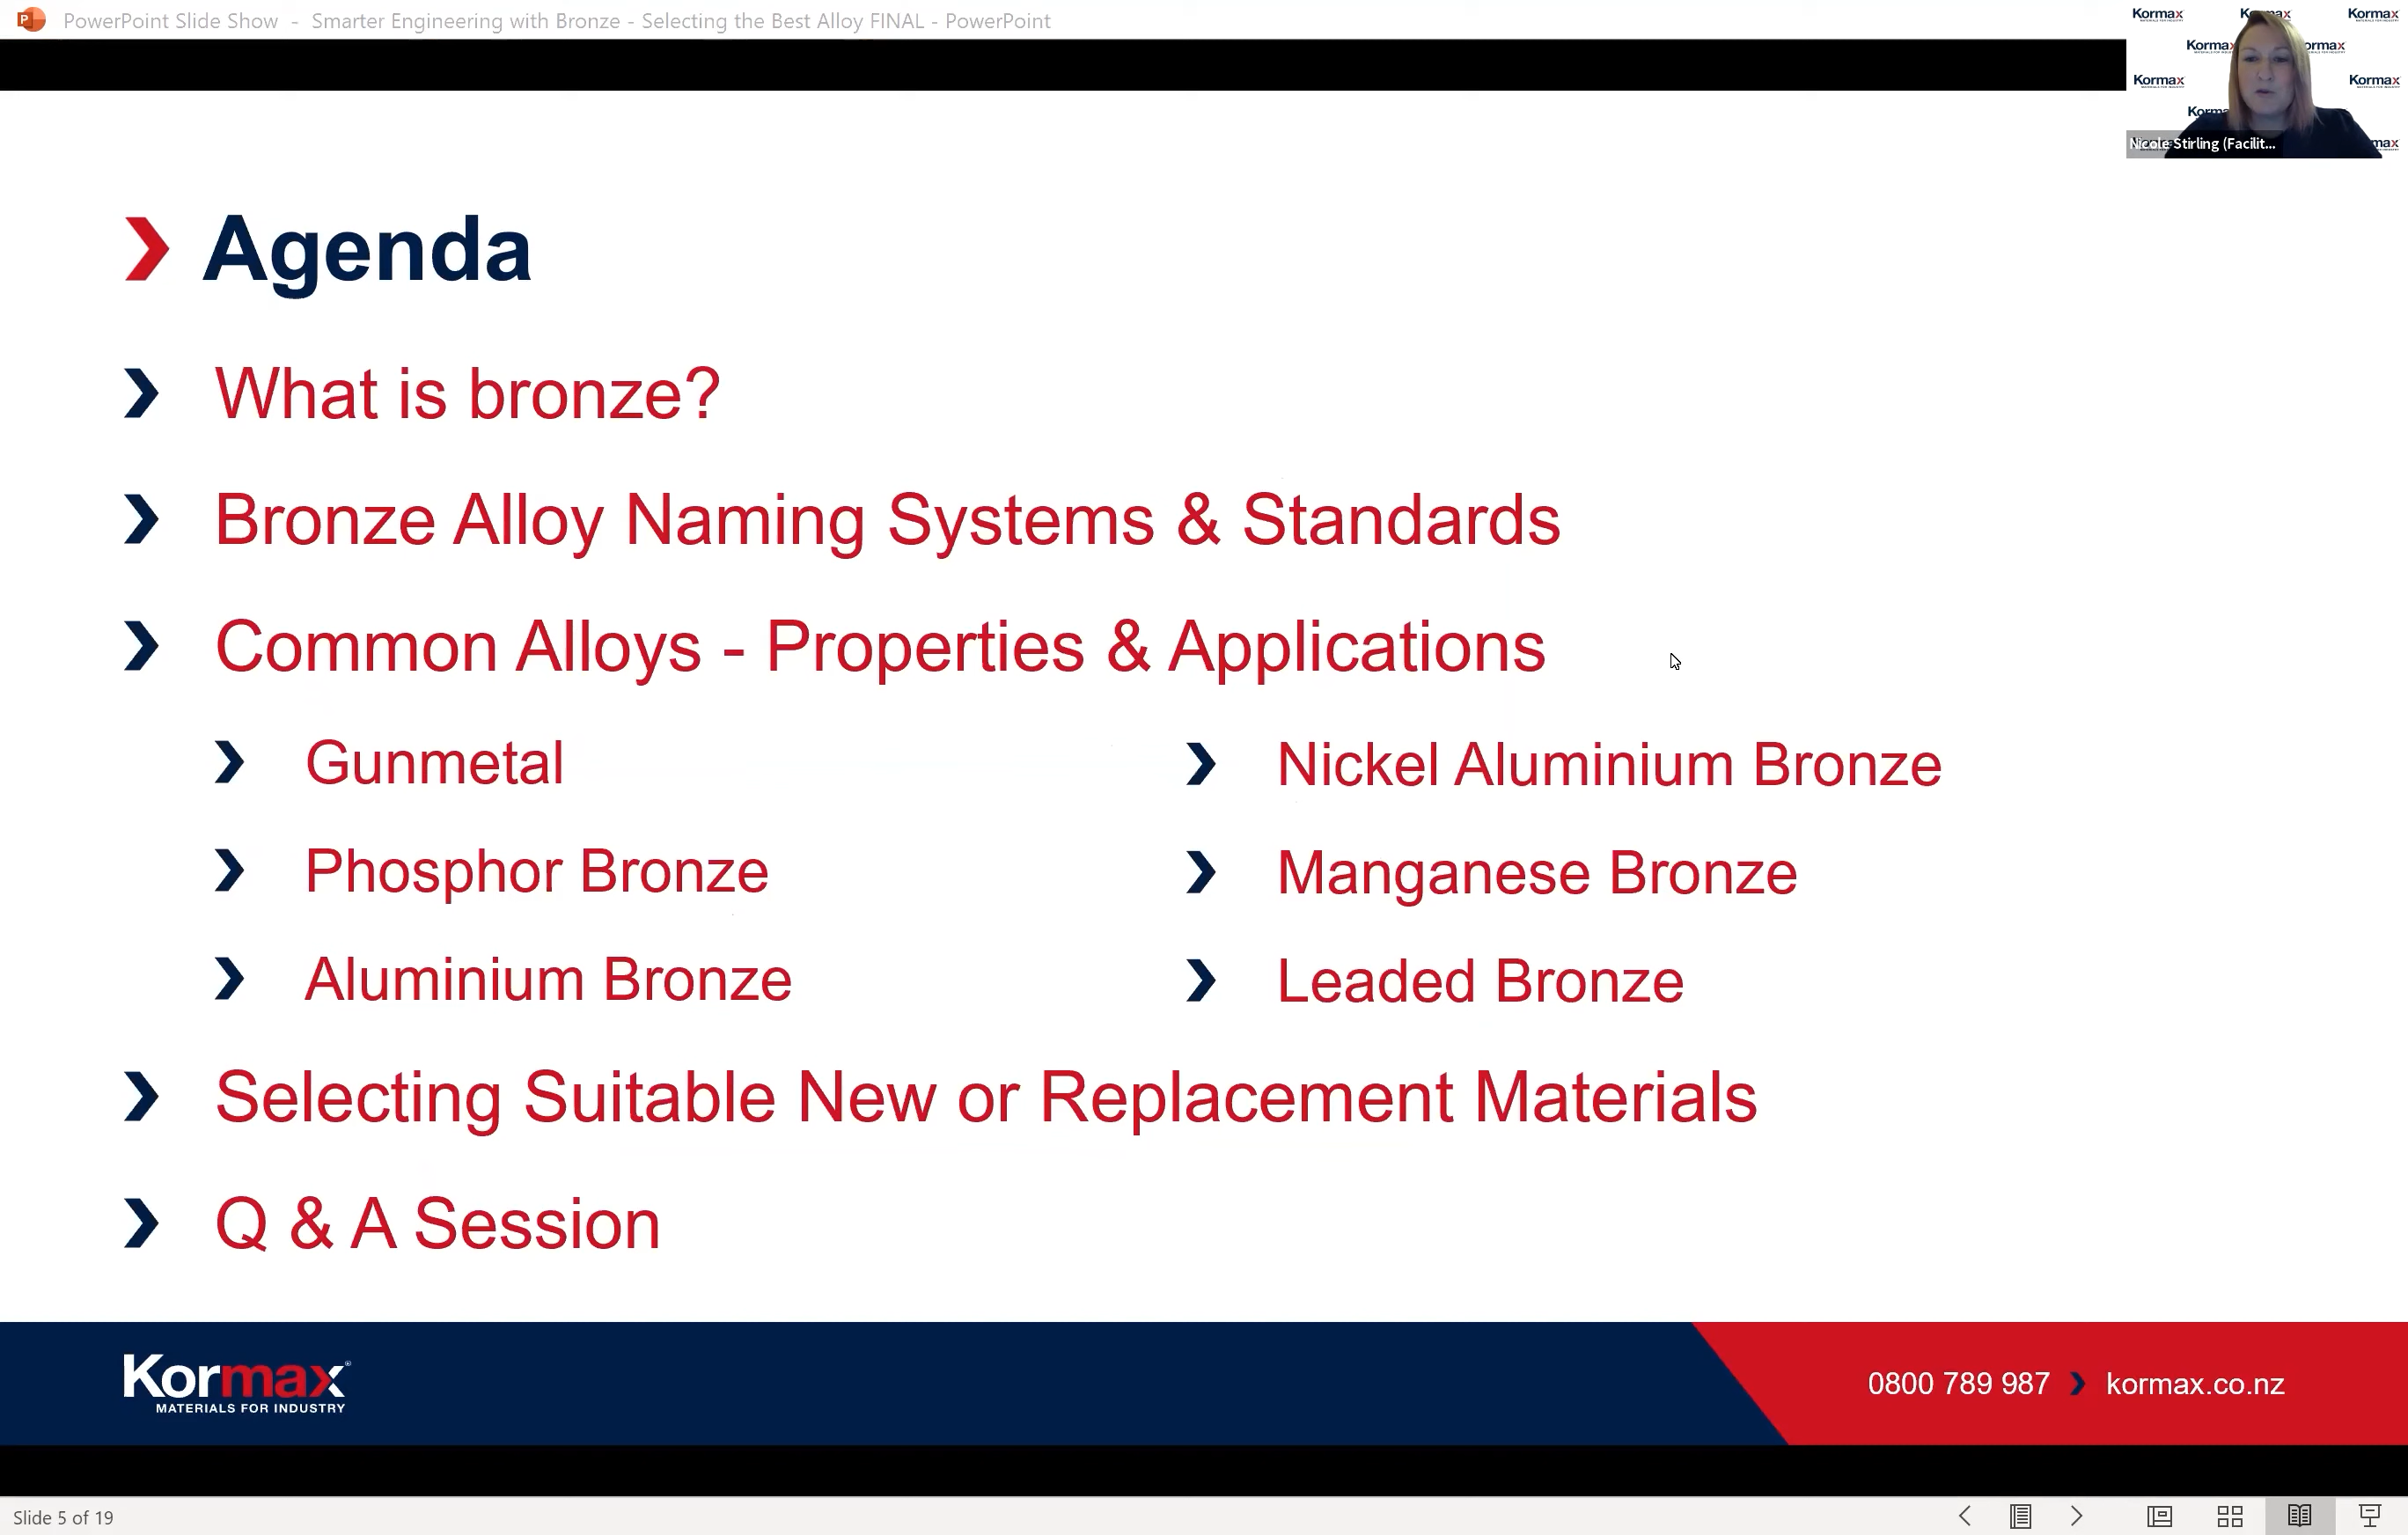 PowerPoint Slide Show - Smarter Engineering with Bronze - Selecting the Best Alloy FINAL - PowerPoint
Kormax Kormax
Kormax
Kormax
Nicole Stirling (Facilit...
Agenda
What is bronze?
Bronze Alloy Naming Systems & Standards
Common Alloys - Properties & Applications
Gunmetal
Nickel Aluminium Bronze
Phosphor Bronze
Manganese Bronze
Aluminium Bronze
Leaded Bronze
Selecting Suitable New or Replacement Materials
Q & A Session
Kormax®
MATERIALS FOR INDUSTRY
0800 789 987 kormax.co.nz
Slide 5 of 19